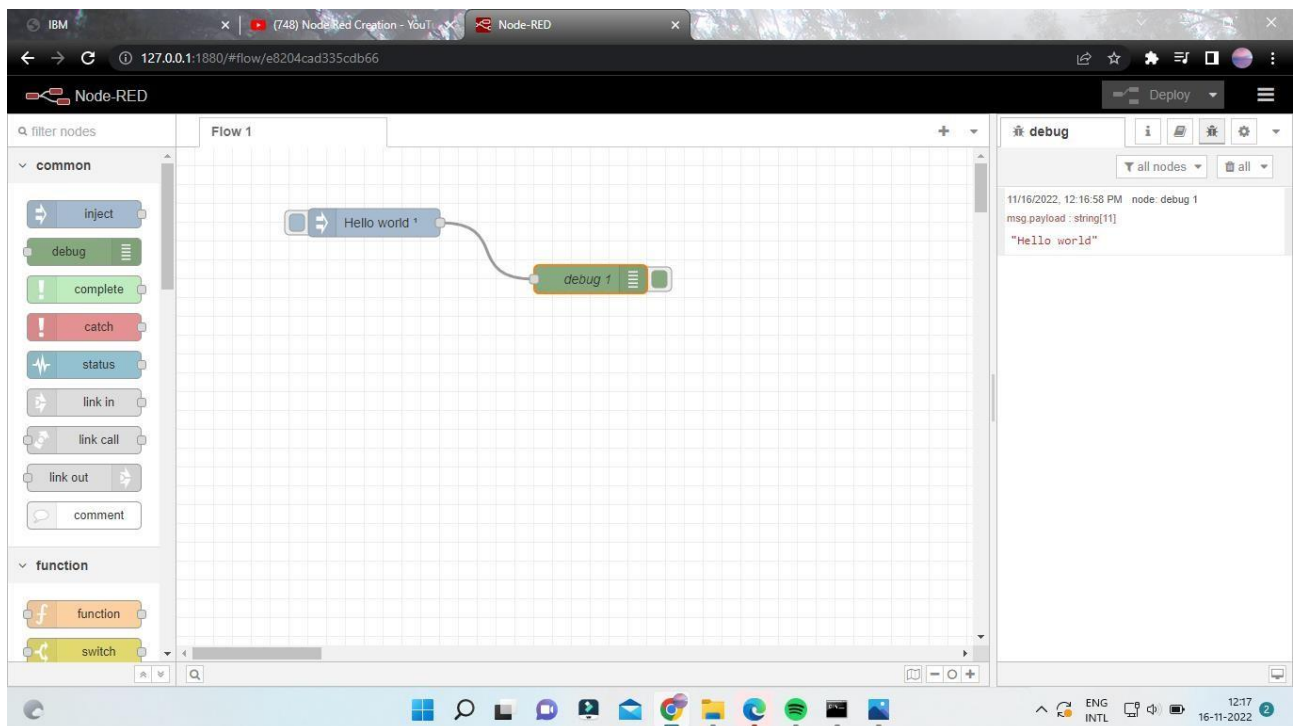 IBM
(748) Node Red Creation - YouT
Node-RED
127.0.0.1:1880/#flow/e8204cad335cdb66
Node-RED
Deploy
filter nodes
Flow 1
debug
i
common
all nodes
all
11/16/2022, 12:16:58 PM node: debug 1
msg.payload : string[11]
"Hello world"
inject
Hello world ¹
debug
debug 1
complete
catch
status
link in
link call
link out
comment
function
function
switch
ENG
INTL
12:17
16-11-2022
2